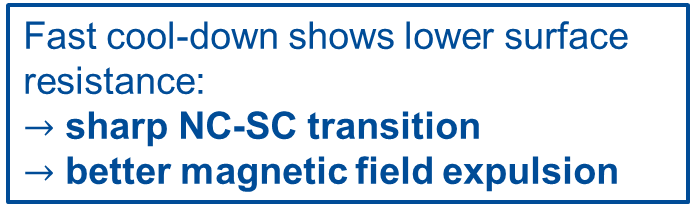 Fast cool-down shows lower surface
resistance:
→ sharp NC-SC transition
→ better magnetic field expulsion